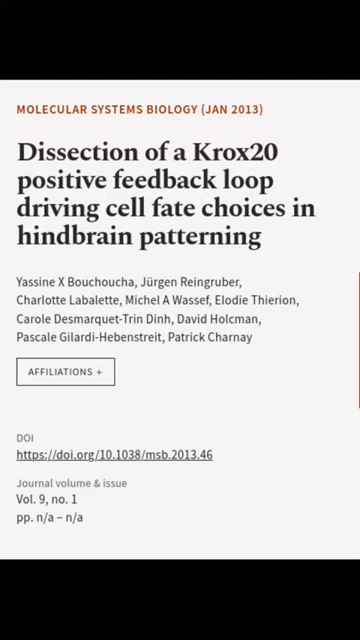 MOLECULAR SYSTEMS BIOLOGY (JAN 2013)
Dissection of a Krox20
positive feedback loop
driving cell fate choices in
hindbrain patterning
Yassine X Bouchoucha, Jürgen Reingruber,
Charlotte Labalette, Michel A Wassef, Elodie Thierion,
Carole Desmarquet-Trin Dinh, David Holcman,
Pascale Gilardi-Hebenstreit, Patrick Charnay
AFFILIATIONS +
DOI
https://doi.org/10.1038/msb.2013.46
Journal volume & issue
Vol. 9, no. 1
pp. n/a – n/a